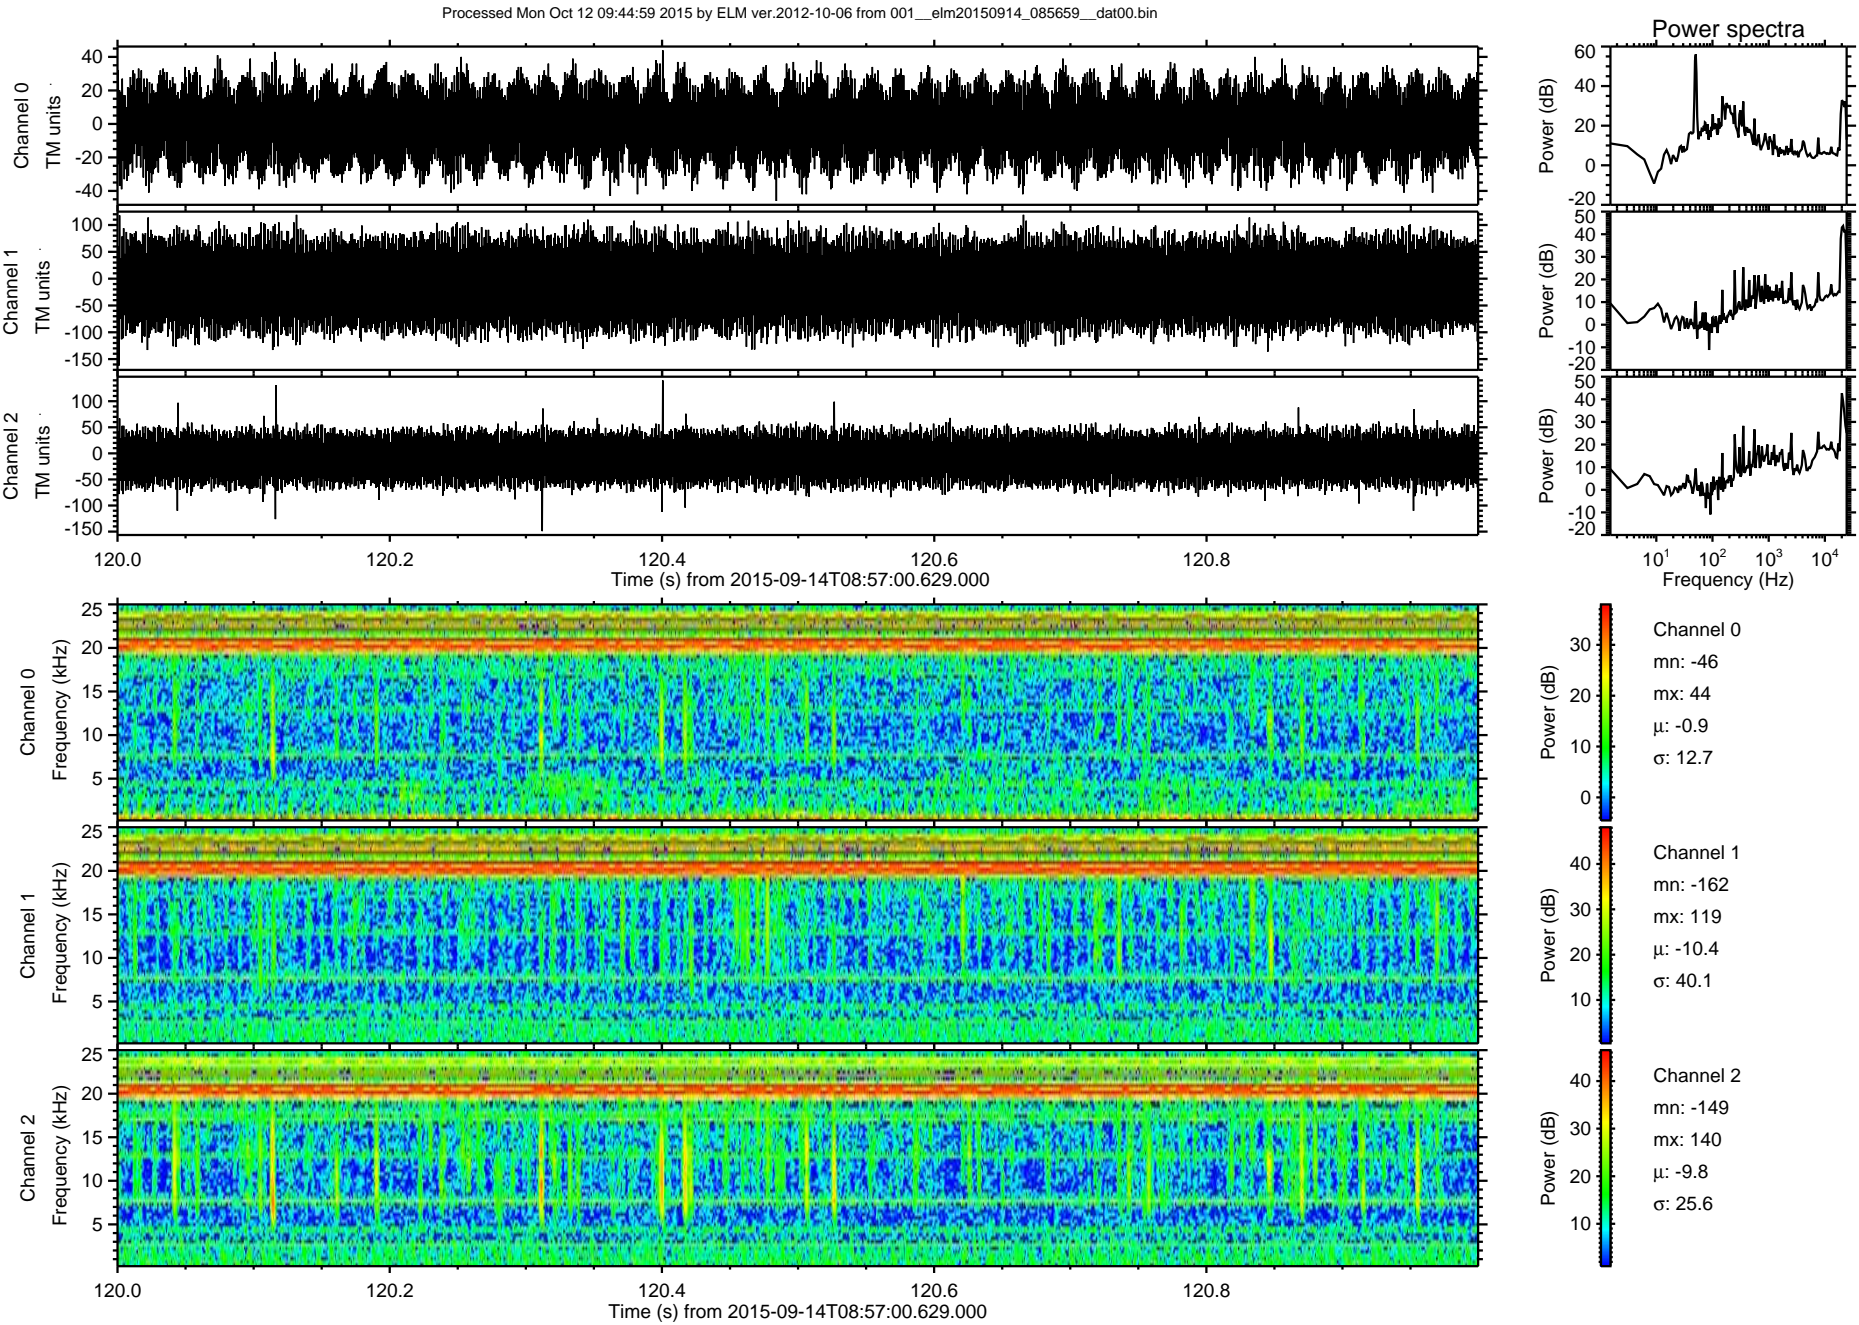 Processed Mon Oct 12 09:44:59 2015 by ELM ver.2012-10-06 from 001__elm20150914_085659__dat00.bin
Power spectra
Channel 0
TM units
40
20
0
-20
-40
Power (dB)
60
40
20
0
-20
Channel 1
TM units
100
50
0
-50
-100
-150
Power (dB)
50
40
30
20
10
0
-10
-20
Channel 2
TM units
100
50
0
-50
-100
-150
Power (dB)
50
40
30
20
10
0
-10
-20
120.0 120.2 120.4 120.6 120.8
Time (s) from 2015-09-14T08:57:00.629.000
10^1 10^2 10^3 10^4
Frequency (Hz)
Channel 0
Frequency (kHz)
25
20
15
10
5
Power (dB)
30
20
10
0
Channel 0
mn: -46
mx: 44
μ: -0.9
σ: 12.7
Channel 1
Frequency (kHz)
25
20
15
10
5
Power (dB)
40
30
20
10
Channel 1
mn: -162
mx: 119
μ: -10.4
σ: 40.1
Channel 2
Frequency (kHz)
25
20
15
10
5
Power (dB)
40
30
20
10
Channel 2
mn: -149
mx: 140
μ: -9.8
σ: 25.6
120.0 120.2 120.4 120.6 120.8
Time (s) from 2015-09-14T08:57:00.629.000